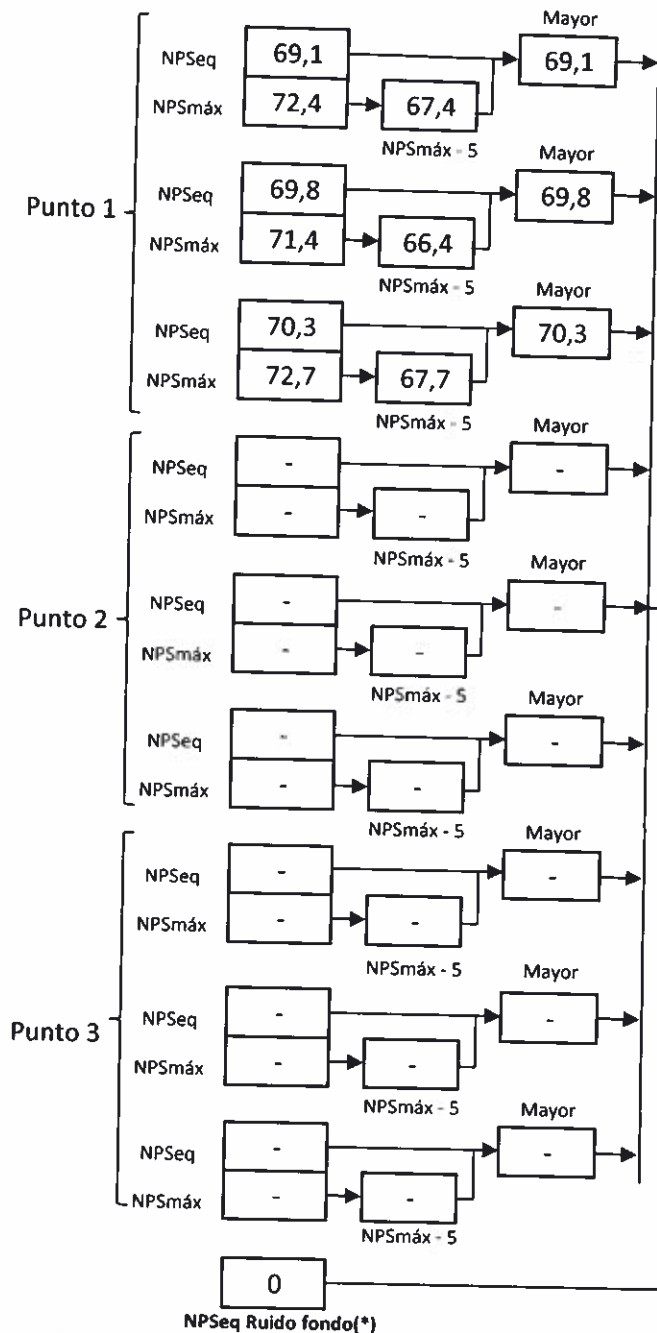 Mayor
NPSeq 69,1 69,1
NPSmáx 72,4 67,4
NPSmáx - 5
Mayor
NPSeq 69,8 69,8
Punto 1
NPSmáx 71,4 66,4
NPSmáx - 5
Mayor
NPSeq 70,3 70,3
NPSmáx 72,7 67,7
NPSmáx - 5
Mayor
NPSeq - -
NPSmáx - -
NPSmáx - 5
Mayor
NPSeq - -
Punto 2
NPSmáx - -
NPSmáx - 5
Mayor
NPSeq - -
NPSmáx - -
NPSmáx - 5
Mayor
NPSeq - -
NPSmáx - -
NPSmáx - 5
Mayor
NPSeq - -
Punto 3
NPSmáx - -
NPSmáx - 5
Mayor
NPSeq - -
NPSmáx - -
NPSmáx - 5
0
NPSeq Ruido fondo(*)